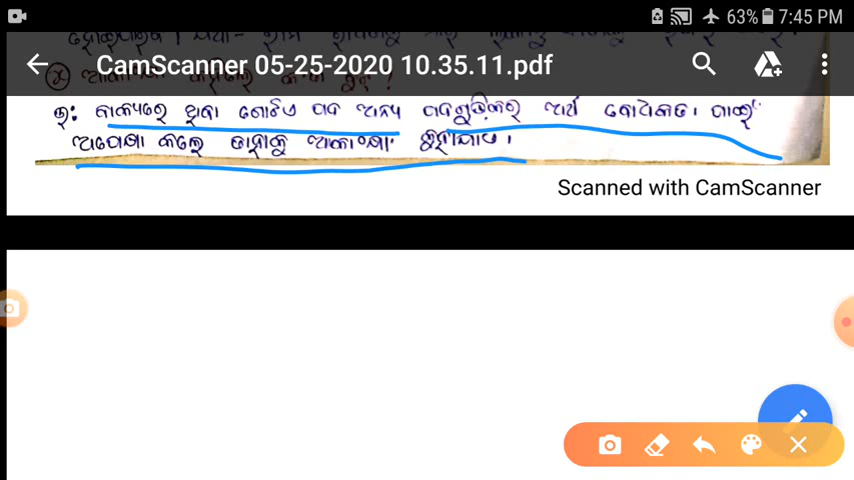 63% 7:45 PM
CamScanner 05-25-2020 10.35.11.pdf
ଉ: ବାକ୍ୟରେ ଥିବା ଗୋଟିଏ ପଦ ଅନ୍ୟ ପଦଗୁଡ଼ିକର ଅର୍ଥ ବୋଧକତା ପାଇଁ
ଅପେକ୍ଷା କଲେ ତାହାକୁ ଆକାଂକ୍ଷା କୁହାଯାଏ ।
Scanned with CamScanner